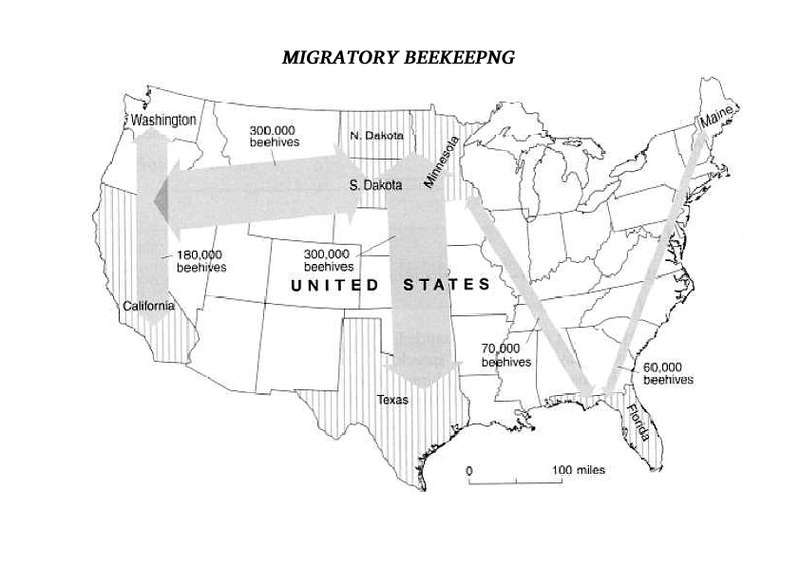 MIGRATORY BEEKEEPNG
Washington
300.000
beehives
N. Dakota
Minnesota
Maine
S. Dakota
180,000
beehives
300,000
beehives
UNITED STATES
California
70,000
beehives
60,000
beehives
Texas
Florida
0 100 miles